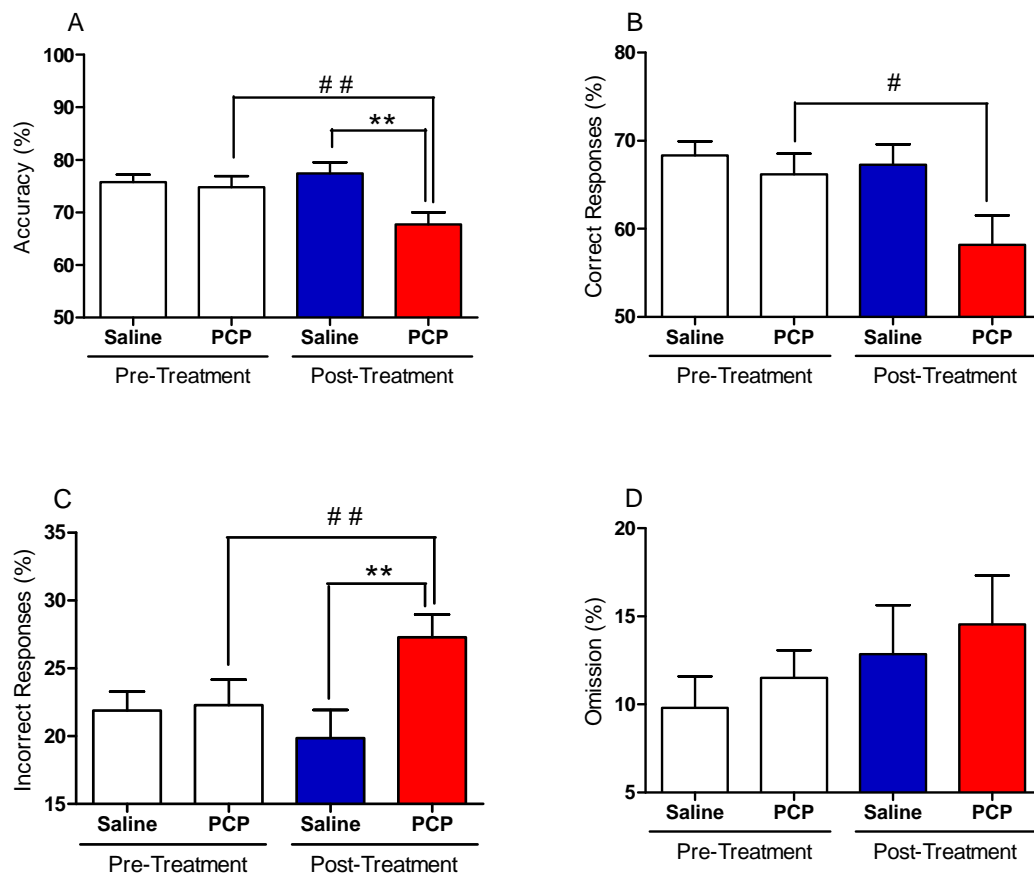 A
Accuracy (%)
100
90
80
70
60
50
# #
**
Saline PCP Saline PCP
Pre-Treatment Post-Treatment
B
Correct Responses (%)
80
70
60
50
#
Saline PCP Saline PCP
Pre-Treatment Post-Treatment
C
Incorrect Responses (%)
35
30
25
20
15
# #
**
Saline PCP Saline PCP
Pre-Treatment Post-Treatment
D
Omission (%)
20
15
10
5
Saline PCP Saline PCP
Pre-Treatment Post-Treatment